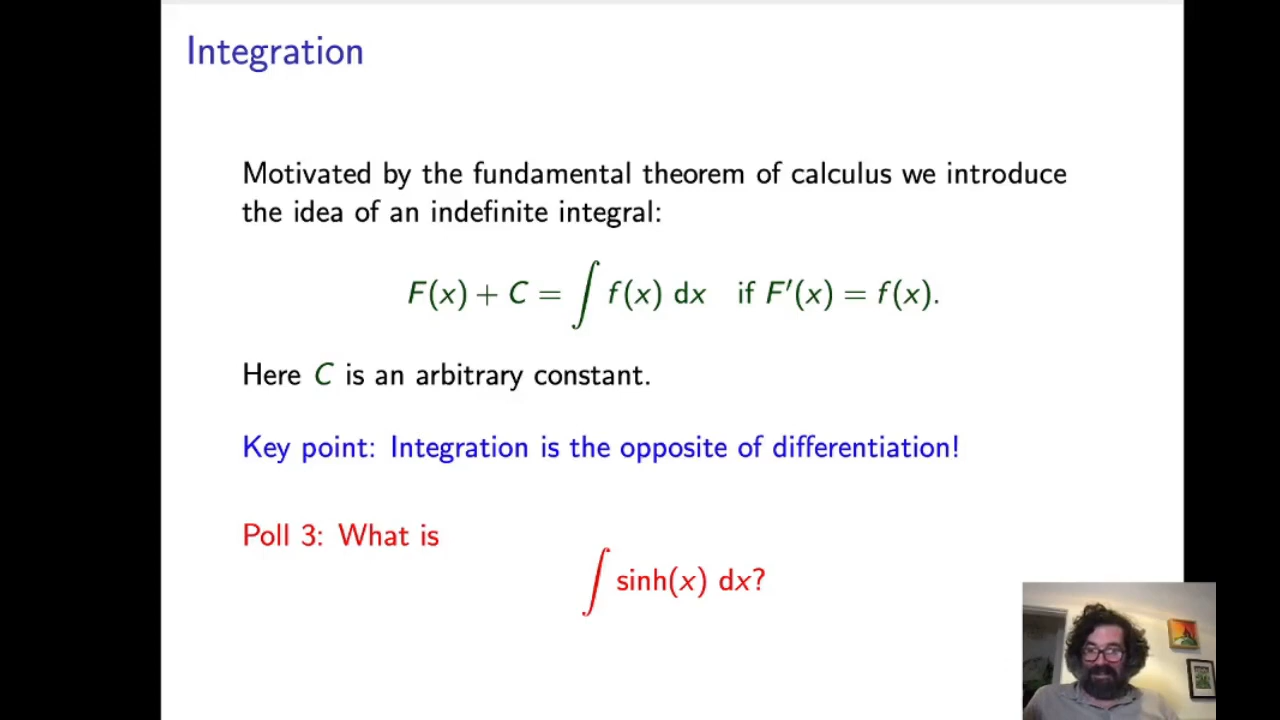 Integration
Motivated by the fundamental theorem of calculus we introduce
the idea of an indefinite integral:
F(x) + C = ∫ f(x) dx if F′(x) = f(x).
Here C is an arbitrary constant.
Key point: Integration is the opposite of differentiation!
Poll 3: What is
∫ sinh(x) dx?